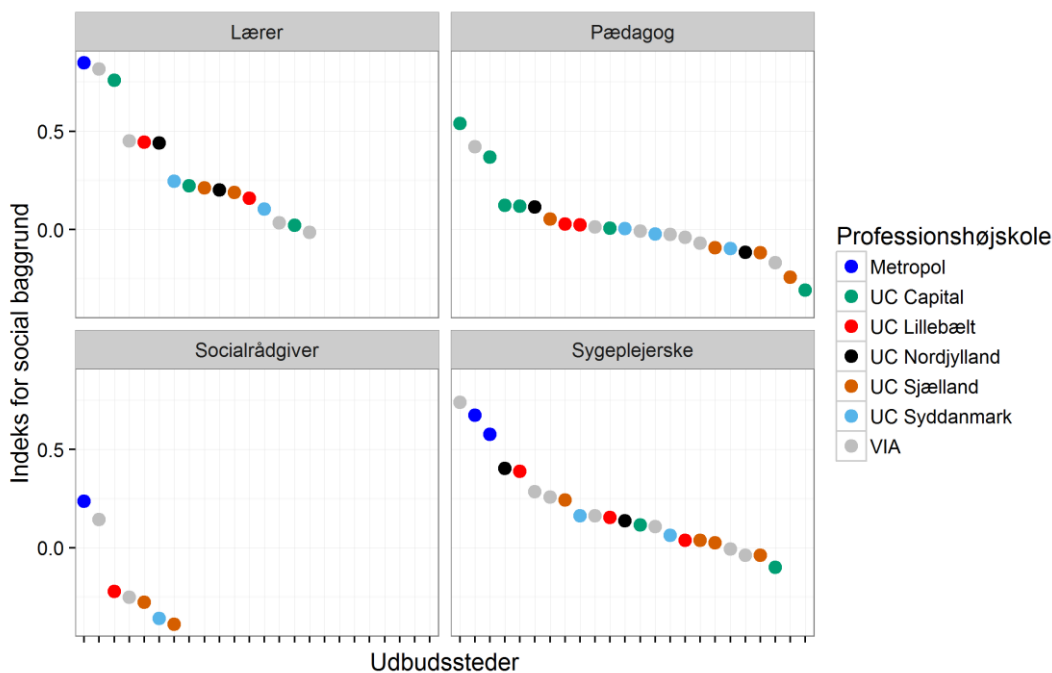 Lærer
Pædagog
0.5
0.0
Socialrådgiver
Sygeplejerske
0.5
0.0
Indeks for social baggrund
Udbudssteder
Professionshøjskole
Metropol
UC Capital
UC Lillebælt
UC Nordjylland
UC Sjælland
UC Syddanmark
VIA